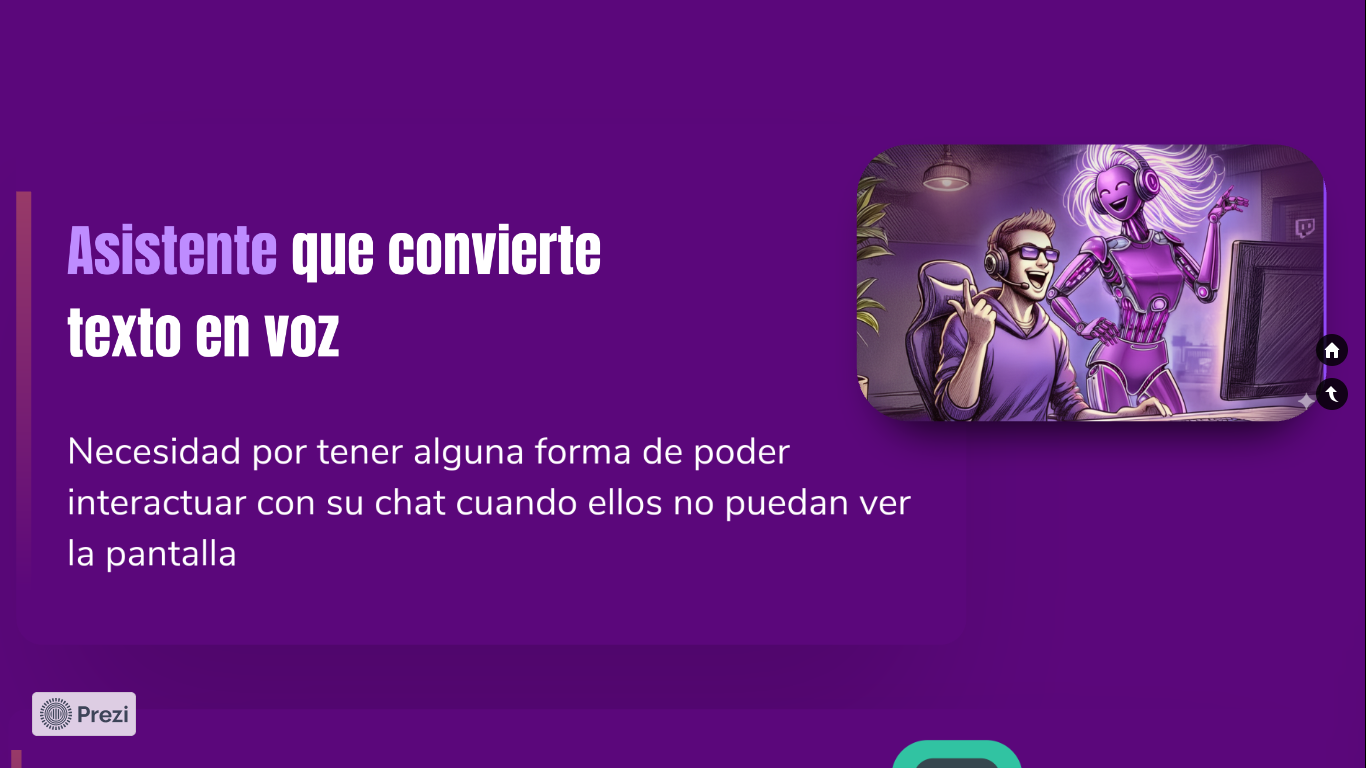 Asistente que convierte
texto en voz
Necesidad por tener alguna forma de poder
interactuar con su chat cuando ellos no puedan ver
la pantalla
Prezi